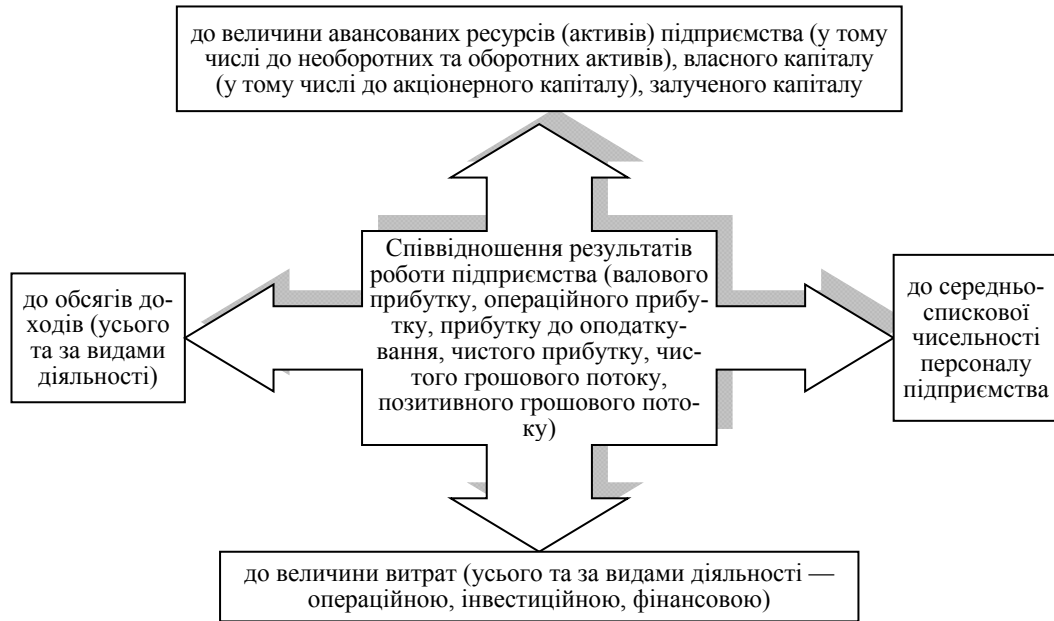 до величини авансованих ресурсів (активів) підприємства (у тому
числі до необоротних та оборотних активів), власного капіталу
(у тому числі до акціонерного капіталу), залученого капіталу
Співвідношення результатів
роботи підприємства (валового
прибутку, операційного прибу-
тку, прибутку до оподатку-
вання, чистого прибутку, чис-
того грошового потоку,
позитивного грошового пото-
ку)
до обсягів до-
ходів (усього
та за видами
діяльності)
до середньо-
спискової
чисельності
персоналу
підприємства
до величини витрат (усього та за видами діяльності —
операційною, інвестиційною, фінансовою)